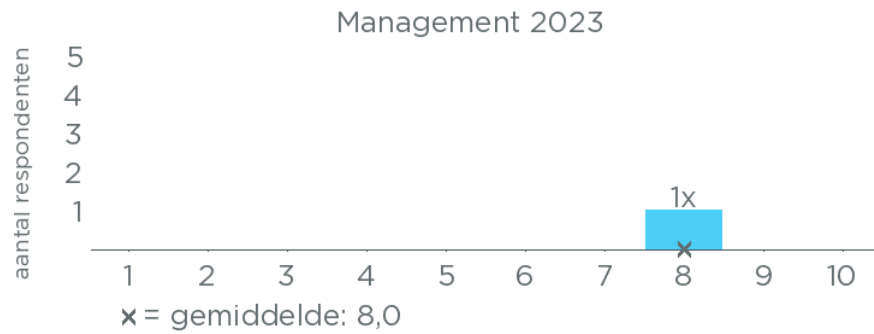 Management 2023
aantal respondenten
5
4
3
2
1
1x
1 2 3 4 5 6 7 8 9 10
x = gemiddelde: 8,0